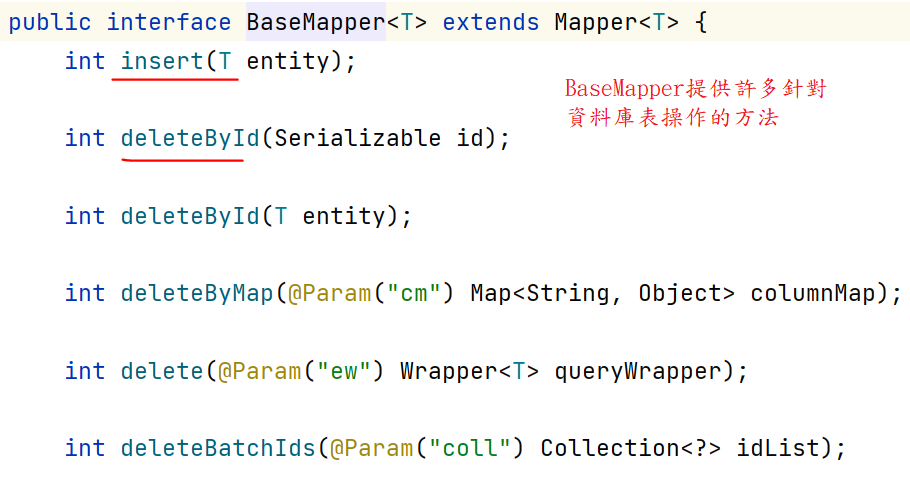 public interface BaseMapper<T> extends Mapper<T> {
int insert(T entity);
BaseMapper提供許多針對
資料庫表操作的方法
int deleteById(Serializable id);
int deleteById(T entity);
int deleteByMap(@Param("cm") Map<String, Object> columnMap);
int delete(@Param("ew") Wrapper<T> queryWrapper);
int deleteBatchIds(@Param("coll") Collection<?> idList);